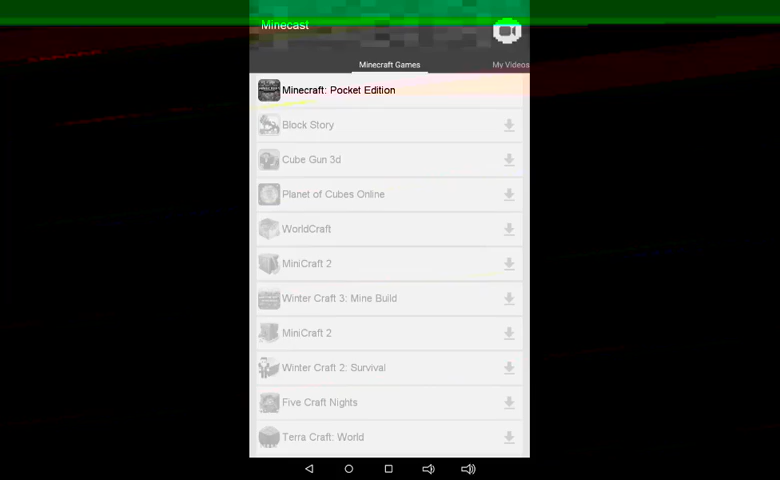 Minecast
Minecraft Games
My Videos
Minecraft: Pocket Edition
Block Story
Cube Gun 3d
Planet of Cubes Online
WorldCraft
MiniCraft 2
Winter Craft 3: Mine Build
MiniCraft 2
Winter Craft 2: Survival
Five Craft Nights
Terra Craft: World